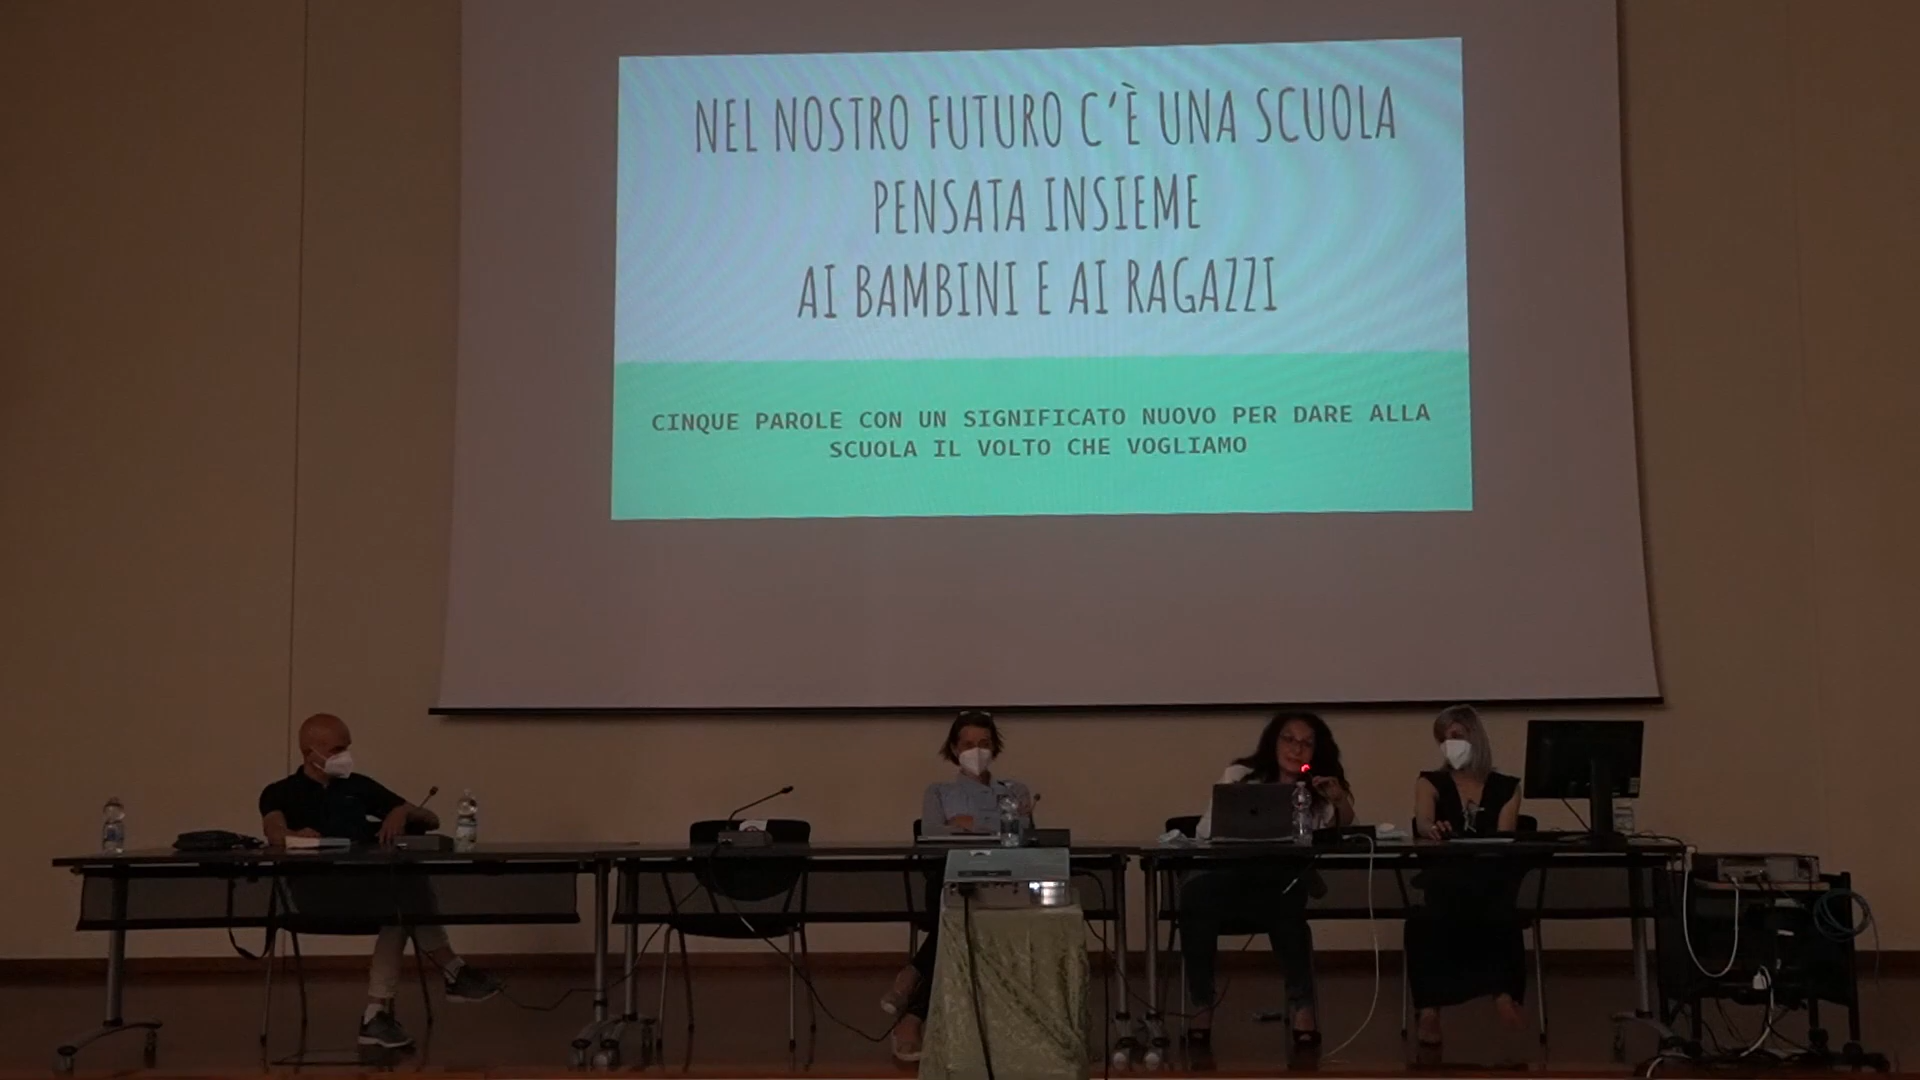 NEL NOSTRO FUTURO C'È UNA SCUOLA
PENSATA INSIEME
AI BAMBINI E AI RAGAZZI
CINQUE PAROLE CON UN SIGNIFICATO NUOVO PER DARE ALLA
SCUOLA IL VOLTO CHE VOGLIAMO